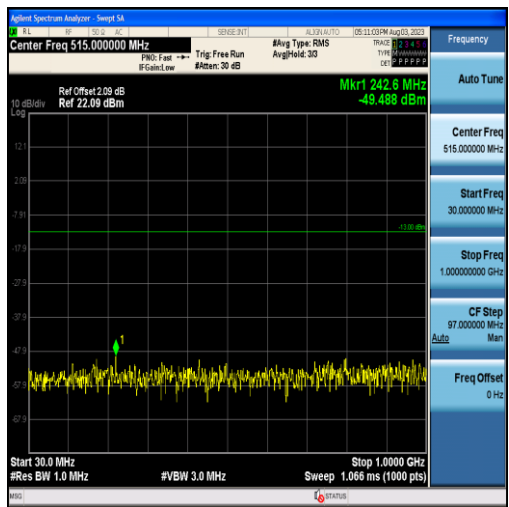 Agilent Spectrum Analyzer - Swept SA
RL RF 50 Ω AC SENSE:INT ALIGN AUTO 05:11:03 PM Aug 03, 2023
Center Freq 515.000000 MHz
PNO: Fast
IFGain:Low
Trig: Free Run
#Atten: 30 dB
#Avg Type: RMS
Avg|Hold: 3/3
TRACE 1 2 3 4 5 6
TYPE MWWWWW
DET P P P P P P
Ref Offset 2.09 dB
10 dB/div Ref 22.09 dBm
Log
Mkr1 242.6 MHz
-49.488 dBm
12.1
2.09
-7.91
-13.00 dBm
-17.9
-27.9
-37.9
-47.9
-57.9
-67.9
1
Start 30.0 MHz
Stop 1.0000 GHz
#Res BW 1.0 MHz
#VBW 3.0 MHz
Sweep 1.066 ms (1000 pts)
MSG
STATUS
Frequency
Auto Tune
Center Freq
515.000000 MHz
Start Freq
30.000000 MHz
Stop Freq
1.000000000 GHz
CF Step
97.000000 MHz
Auto Man
Freq Offset
0 Hz